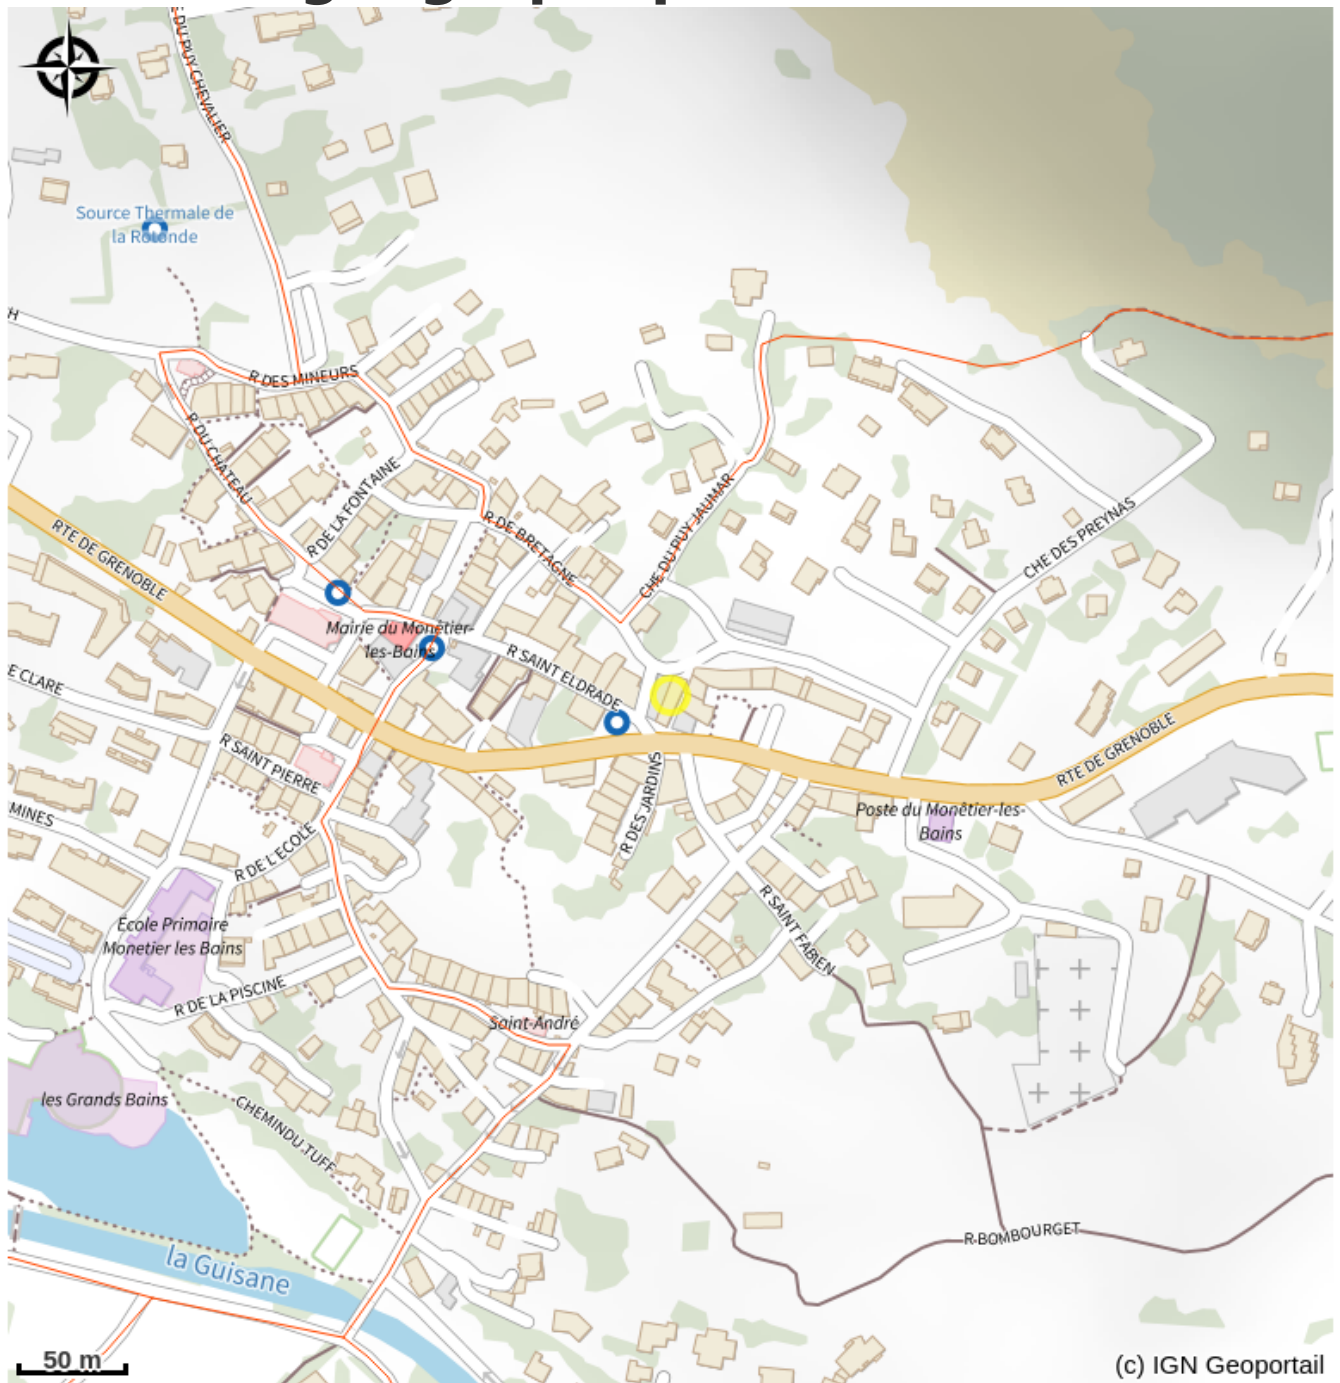 E DU PUY CHEVALIER
Source Thermale de
la Rotonde
H
R DES MINEURS
R DU CHATEAU
R DE LA FONTAINE
R DE BRETAGNE
CHE DU PUY JAUMAR
CHE DES PREYNAS
RTE DE GRENOBLE
Mairie du Monêtier-
les-Bains
R SAINT ELDRADE
E CLARE
R SAINT PIERRE
RTE DE GRENOBLE
R DES JARDINS
Poste du Monêtier-les-
Bains
MINES
R DE L'ECOLE
R SAINT FABIEN
Ecole Primaire
Monetier les Bains
R DE LA PISCINE
Saint-André
les Grands Bains
CHEMIN DU TUFF
R BOMBOURGET
la Guisane
50 m
(c) IGN Geoportail